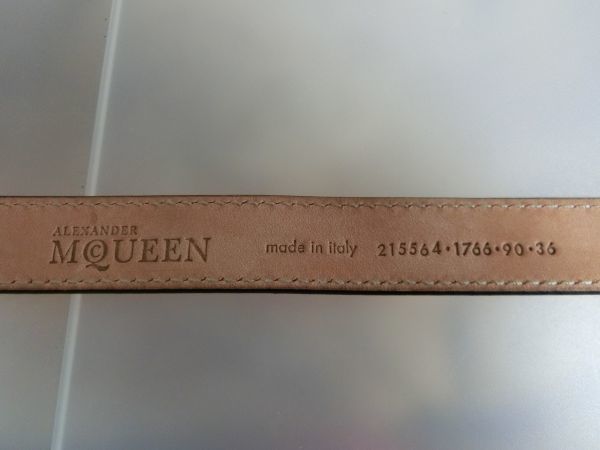 ALEXANDER
McQUEEN
made in italy 215564·1766·90·36